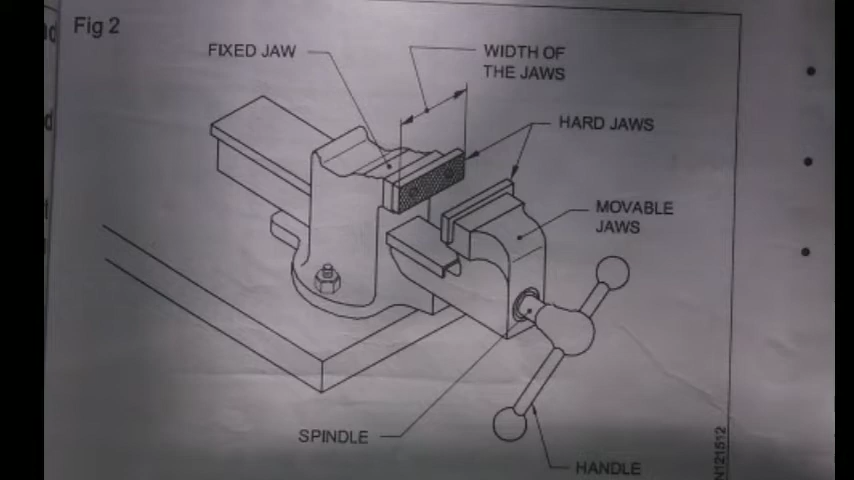 Fig 2
FIXED JAW
WIDTH OF
THE JAWS
HARD JAWS
MOVABLE
JAWS
SPINDLE
HANDLE
N121512